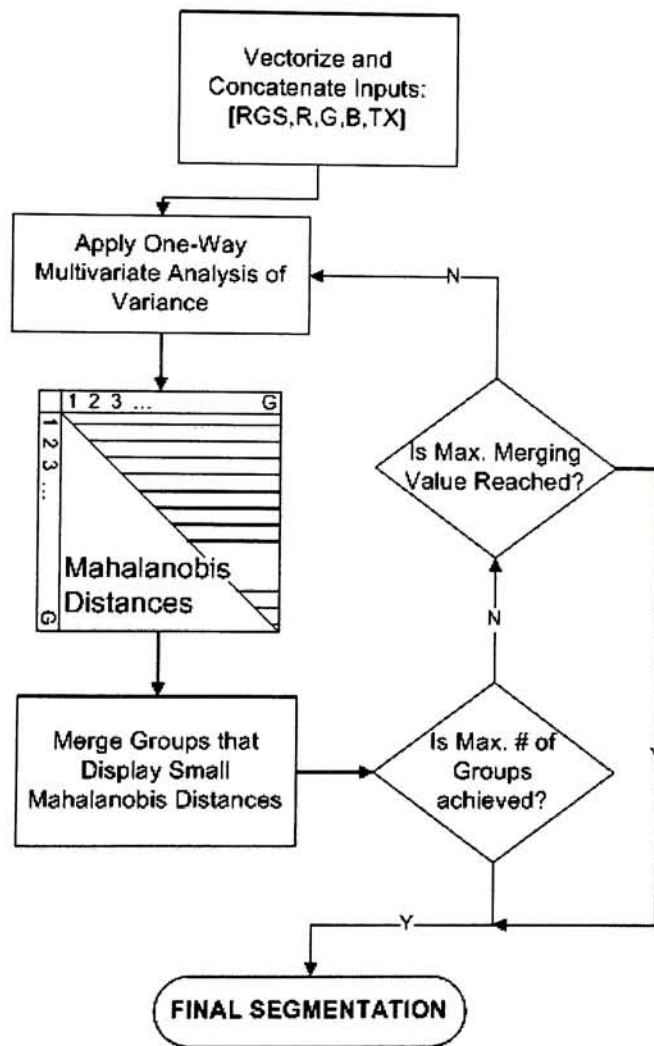 Vectorize and
Concatenate Inputs:
[RGS,R,G,B,TX]
Apply One-Way
Multivariate Analysis of
Variance
N
1 2 3 ... G
1 2 3 ... G
Mahalanobis
Distances
Is Max. Merging
Value Reached?
N
Merge Groups that
Display Small
Mahalanobis Distances
Is Max. # of
Groups
achieved?
Y
FINAL SEGMENTATION